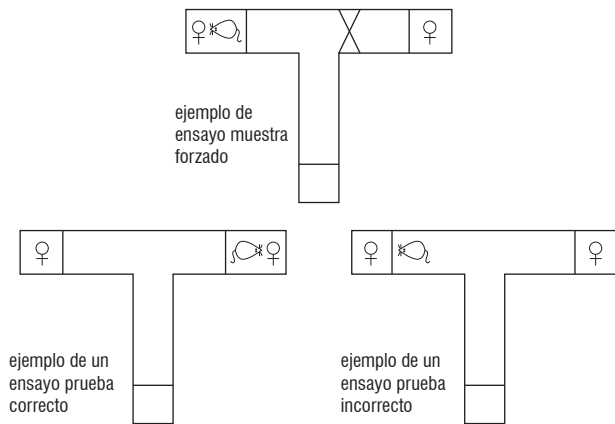 ejemplo de
ensayo muestra
forzado
ejemplo de un
ensayo prueba
correcto
ejemplo de un
ensayo prueba
incorrecto